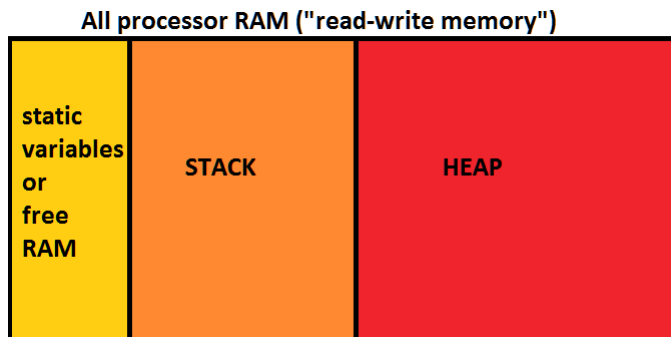 All processor RAM ("read-write memory")
static
variables
or
free
RAM
STACK
HEAP